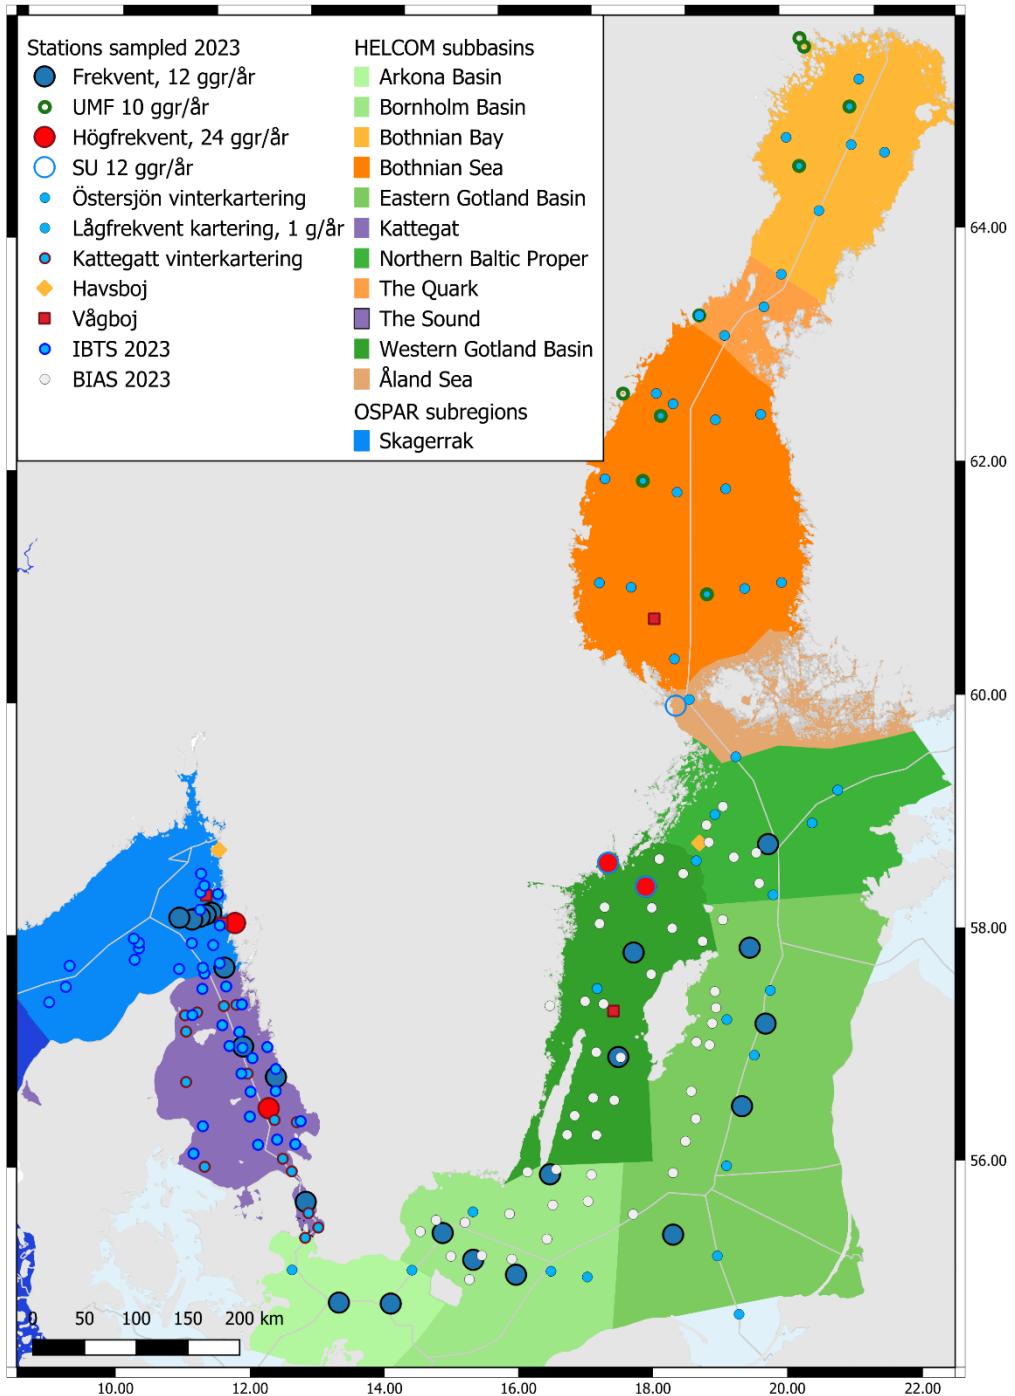 Stations sampled 2023
Frekvent, 12 ggr/år
UMF 10 ggr/år
Högfrekvent, 24 ggr/år
SU 12 ggr/år
Östersjön vinterkartering
Lågfrekvent kartering, 1 g/år
Kattegatt vinterkartering
Havsboj
Vågboj
IBTS 2023
BIAS 2023
HELCOM subbasins
Arkona Basin
Bornholm Basin
Bothnian Bay
Bothnian Sea
Eastern Gotland Basin
Kattegat
Northern Baltic Proper
The Quark
The Sound
Western Gotland Basin
Åland Sea
OSPAR subregions
Skagerrak
64.00
62.00
60.00
58.00
56.00
0 50 100 150 200 km
10.00 12.00 14.00 16.00 18.00 20.00 22.00